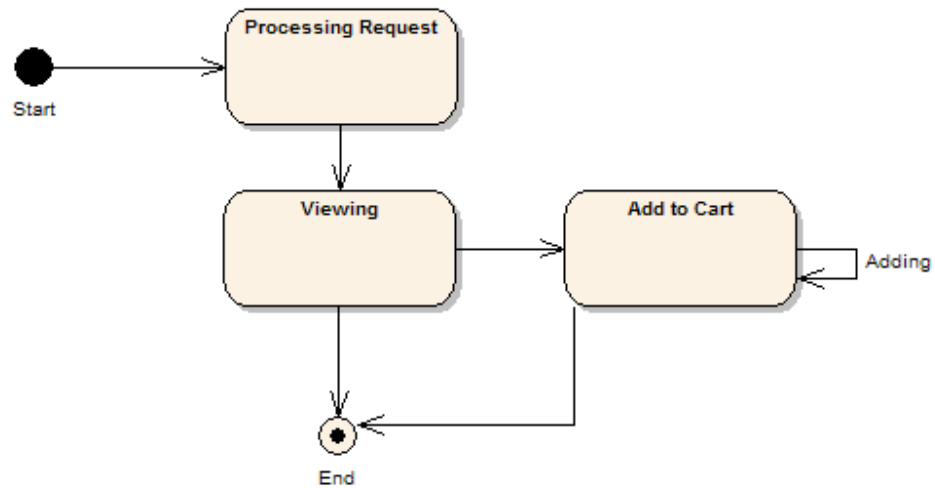 Processing Request
Start
Viewing
Add to Cart
Adding
End